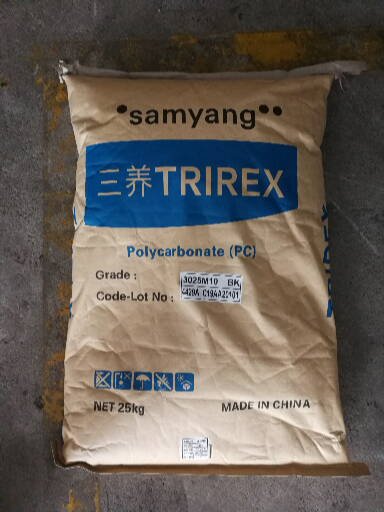 samyang
三养TRIREX
Polycarbonate (PC)
Grade : 3025M10 BK
Code-Lot No :
NET 25kg MADE IN CHINA
TRIREX